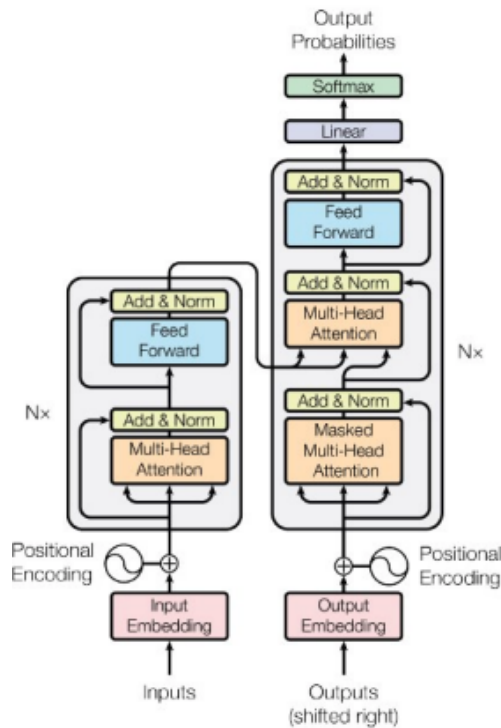 Output
Probabilities
Softmax
Linear
Add & Norm
Feed
Forward
Add & Norm
Multi-Head
Attention
Add & Norm
Masked
Multi-Head
Attention
Nx
Positional
Encoding
Output
Embedding
Outputs
(shifted right)
Add & Norm
Feed
Forward
Add & Norm
Multi-Head
Attention
Nx
Positional
Encoding
Input
Embedding
Inputs